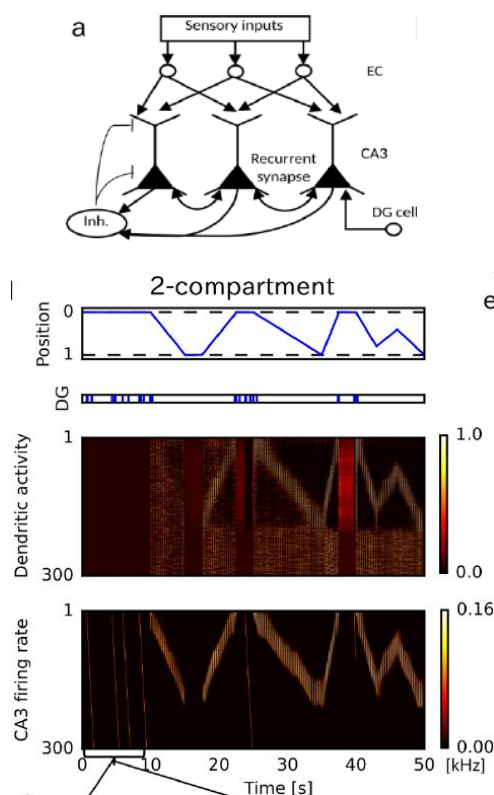 a
Sensory inputs
EC
CA3
Recurrent
synapse
Inh.
DG cell
2-compartment
e
Position
0
1
DG
Dendritic activity
1
300
1.0
0.0
CA3 firing rate
1
300
0.16
0.00
[kHz]
0 10 20 30 40 50
Time [s]